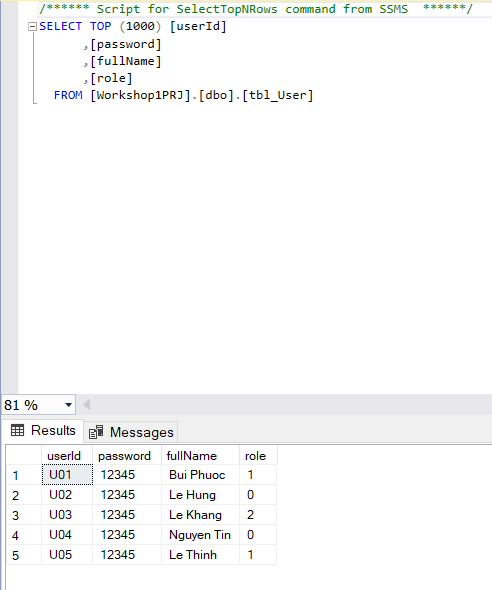 /****** Script for SelectTopNRows command from SSMS  ******/
SELECT TOP (1000) [userId]
      ,[password]
      ,[fullName]
      ,[role]
  FROM [Workshop1PRJ].[dbo].[tbl_User]
81 %
Results Messages
userId password fullName role
1 U01 12345 Bui Phuoc 1
2 U02 12345 Le Hung 0
3 U03 12345 Le Khang 2
4 U04 12345 Nguyen Tin 0
5 U05 12345 Le Thinh 1